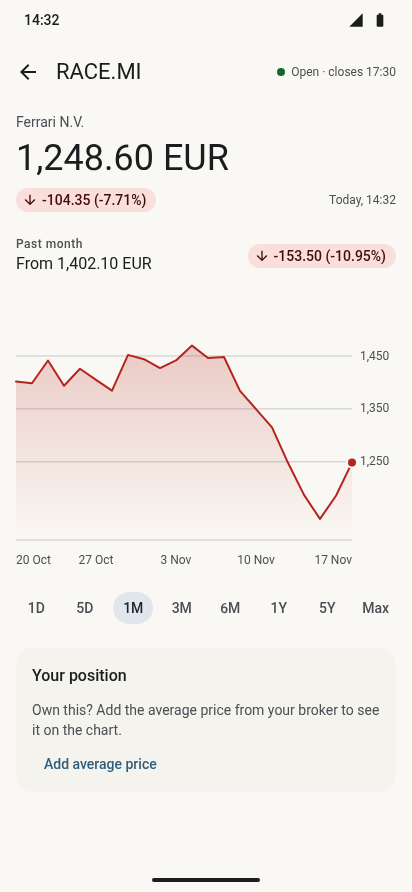 14:32
RACE.MI
Open · closes 17:30
Ferrari N.V.
1,248.60 EUR
-104.35 (-7.71%)
Today, 14:32
Past month
From 1,402.10 EUR
-153.50 (-10.95%)
1,450
1,350
1,250
20 Oct 27 Oct 3 Nov 10 Nov 17 Nov
1D 5D 1M 3M 6M 1Y 5Y Max
Your position
Own this? Add the average price from your broker to see
it on the chart.
Add average price